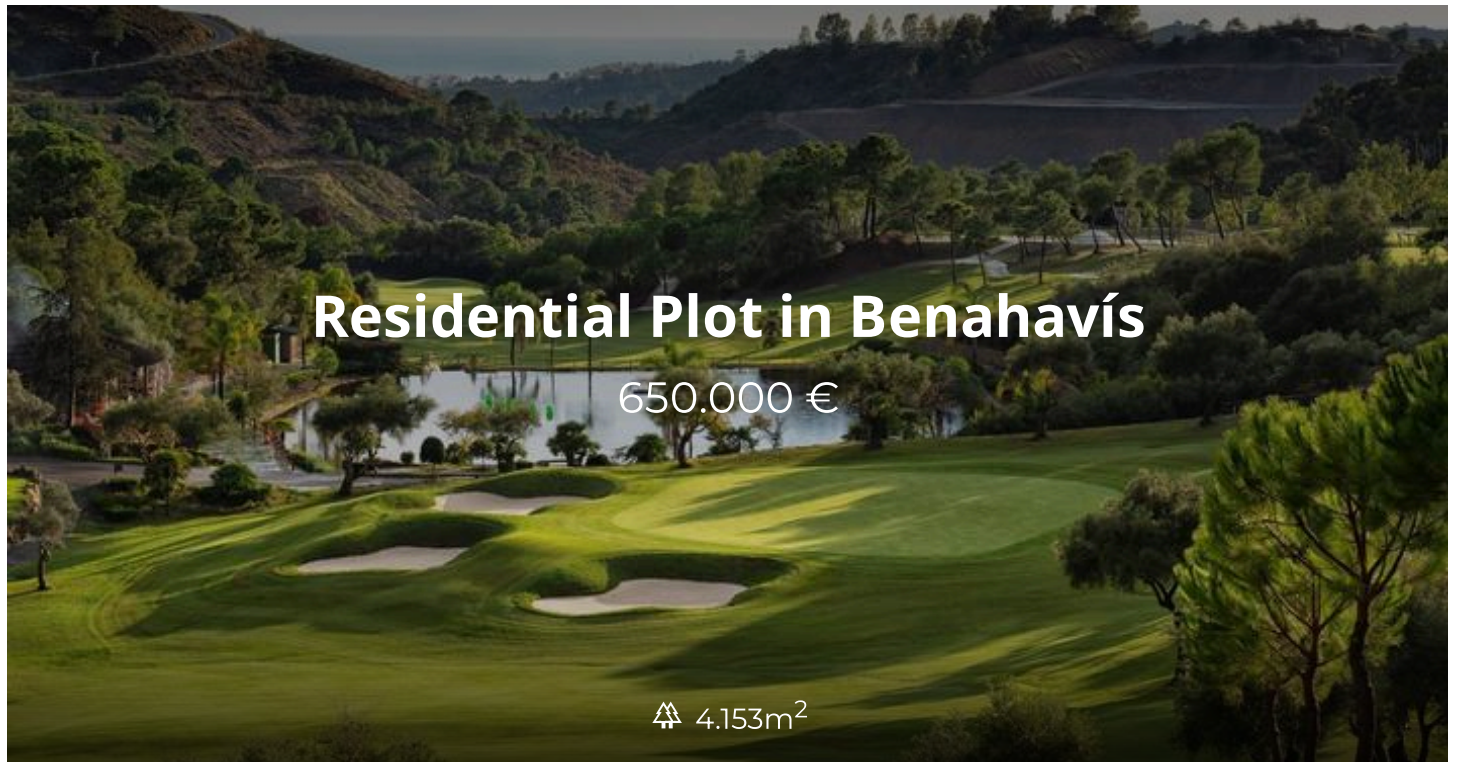 Residential Plot in Benahavís
650.000 €
4.153m²